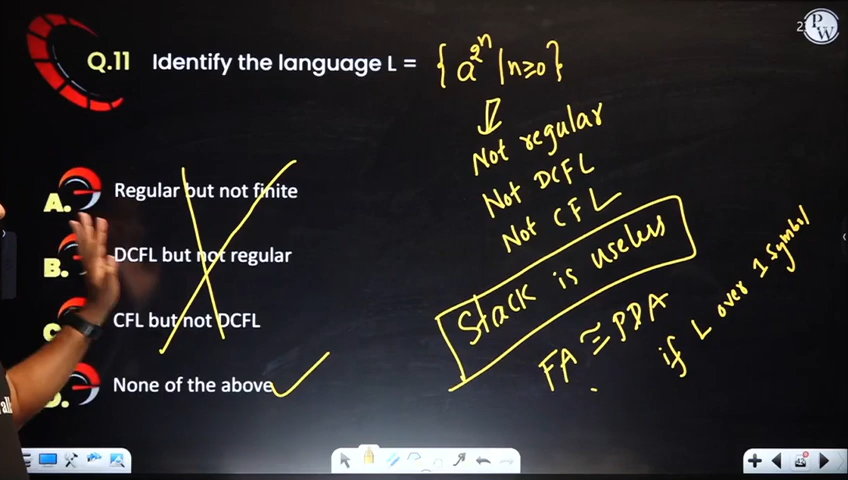 P
W
Q.11 Identify the language L = { a^2^n | n≥0 }
Not regular
Not DCFL
Not CFL
Stack is useless
FA ≅ PDA
if L over 1 symbol
A. Regular but not finite
B. DCFL but not regular
C. CFL but not DCFL
D. None of the above